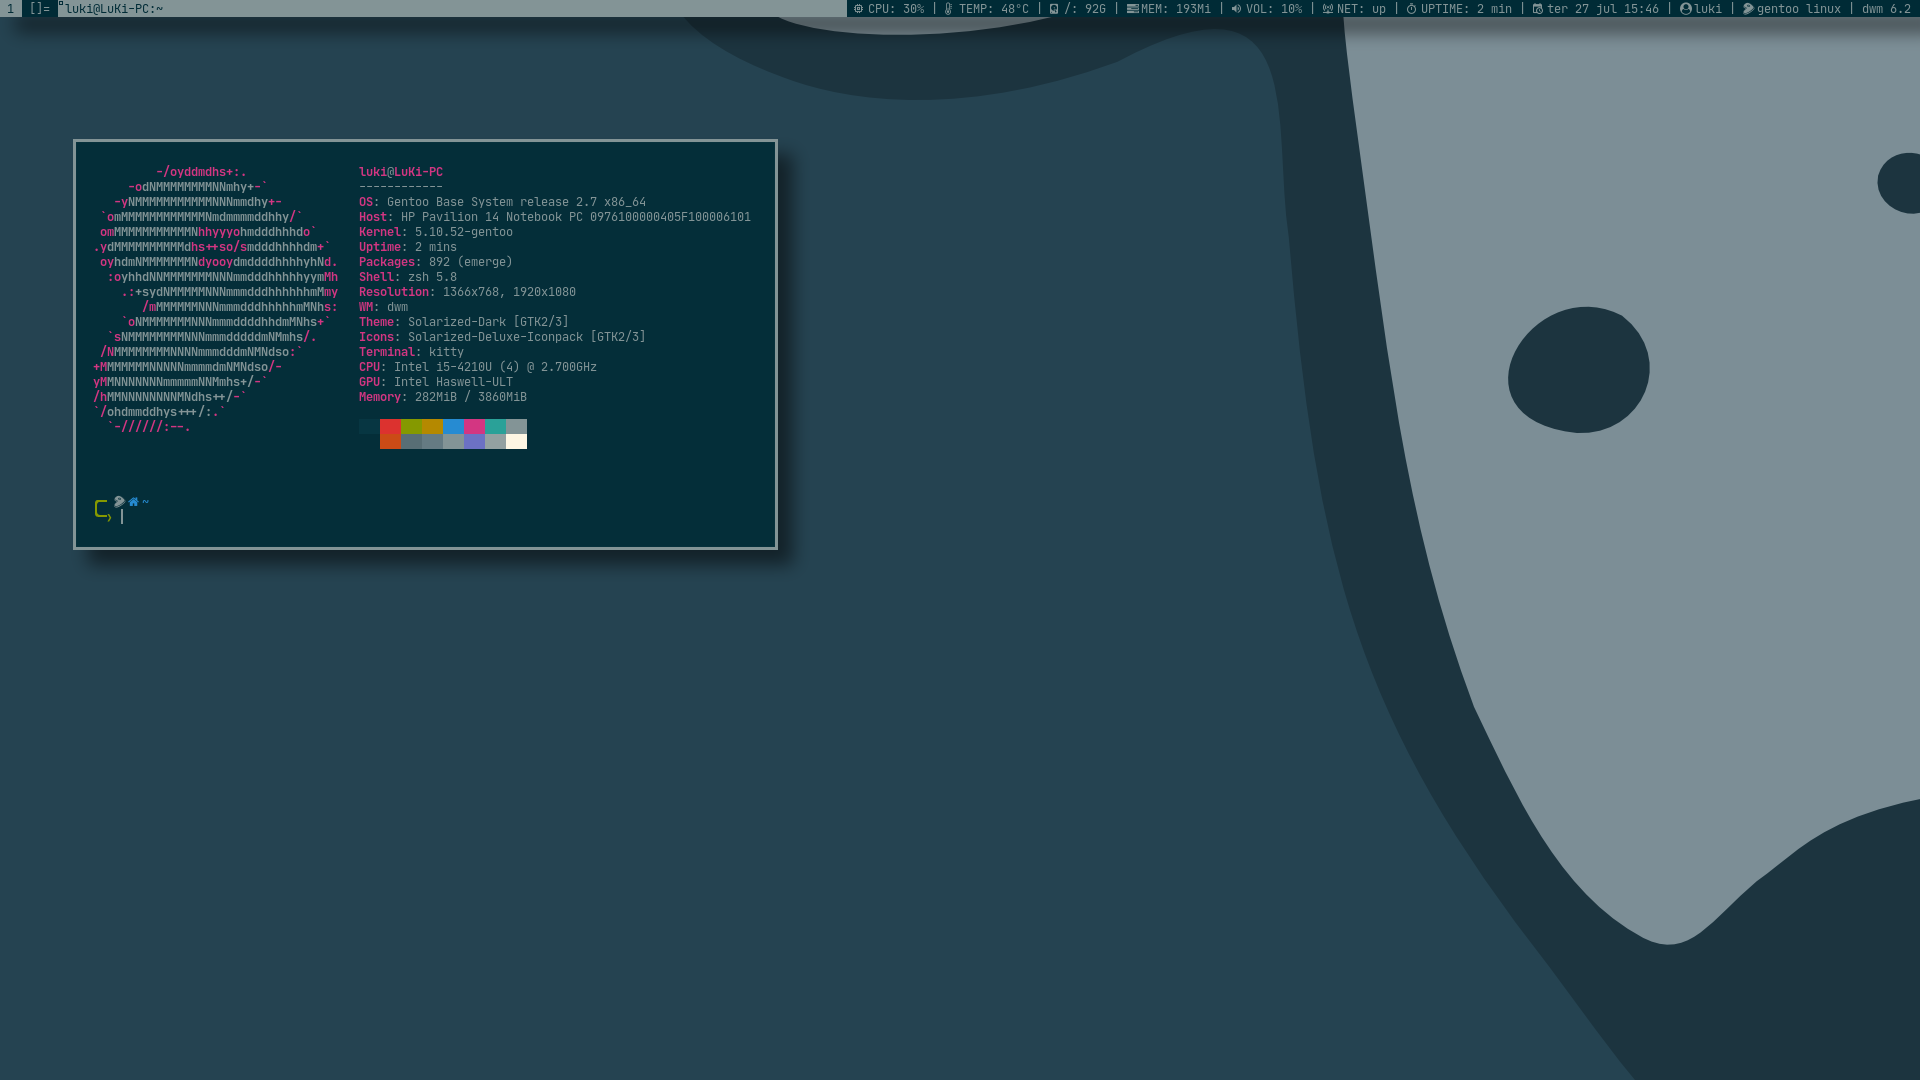 1 []= luki@LuKi-PC:~ CPU: 30% | TEMP: 48°C | /: 92G | MEM: 193Mi | VOL: 10% | NET: up | UPTIME: 2 min | ter 27 jul 15:46 | luki | gentoo linux | dwm 6.2
-/oyddmdhs+:.
-odNMMMMMMMMNNmhy+-`
-yNMMMMMMMMMMMNNNmmdhy+-
`omMMMMMMMMMMMMNmdmmmmddhhy/`
omMMMMMMMMMMMNhhyyyohmdddhhhdo`
.ydMMMMMMMMMMdhs++so/smdddhhhhdm+`
oyhdmNMMMMMMMNdyooydmddddhhhhyhNd.
:oyhhdNNMMMMMMMNNNmmdddhhhhhyymMh
.:+sydNMMMMMNNNmmmdddhhhhhhmMmy
/mMMMMMMNNNmmmdddhhhhhmMNhs:
`oNMMMMMMMNNNmmmddddhhdmMNhs+`
`sNMMMMMMMMNNNmmmdddddmNMmhs/.
/NMMMMMMMMNNNNmmmdddmNMNdso:`
+MMMMMMMNNNNNmmmmdmNMNdso/-
yMMNNNNNNNmmmmmNNMmhs+/-`
/hMMNNNNNNNNMNdhs++/-`
`/ohdmmddhys+++/:.`
`-//////:--.
luki@LuKi-PC
------------
OS: Gentoo Base System release 2.7 x86_64
Host: HP Pavilion 14 Notebook PC 0976100000405F100006101
Kernel: 5.10.52-gentoo
Uptime: 2 mins
Packages: 892 (emerge)
Shell: zsh 5.8
Resolution: 1366x768, 1920x1080
WM: dwm
Theme: Solarized-Dark [GTK2/3]
Icons: Solarized-Deluxe-Iconpack [GTK2/3]
Terminal: kitty
CPU: Intel i5-4210U (4) @ 2.700GHz
GPU: Intel Haswell-ULT
Memory: 282MiB / 3860MiB
~